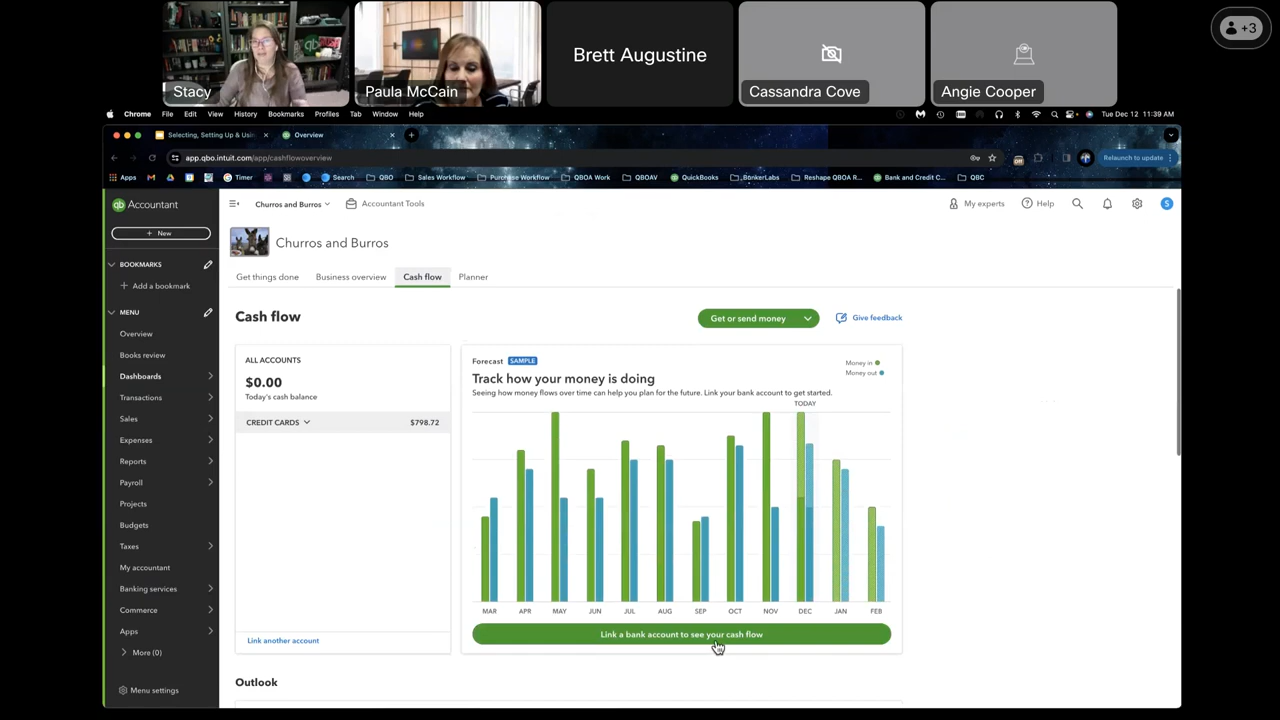 Stacy
Paula McCain
Brett Augustine
Cassandra Cove
Angie Cooper
+3
Chrome File Edit View History Bookmarks Profiles Tab Window Help
Tue Dec 12 11:39 AM
Selecting, Setting Up & Usin
Overview
app.qbo.intuit.com/app/cashflowoverview
Off
Relaunch to update
Apps
Timer
Search
QBO
Sales Workflow
Purchase Workflow
QBOA Work
QBOAV
QuickBooks
BonkerLabs
Reshape QBOA R...
Bank and Credit C...
QBC
qb Accountant
Churros and Burros
Accountant Tools
My experts
Help
S
+ New
BOOKMARKS
+ Add a bookmark
MENU
Overview
Books review
Dashboards
Transactions
Sales
Expenses
Reports
Payroll
Projects
Budgets
Taxes
My accountant
Banking services
Commerce
Apps
More (0)
Menu settings
Churros and Burros
Get things done
Business overview
Cash flow
Planner
Cash flow
Get or send money
Give feedback
ALL ACCOUNTS
$0.00
Today's cash balance
CREDIT CARDS
$798.72
Link another account
Forecast SAMPLE
Money in
Money out
Track how your money is doing
Seeing how money flows over time can help you plan for the future. Link your bank account to get started.
TODAY
MAR APR MAY JUN JUL AUG SEP OCT NOV DEC JAN FEB
Link a bank account to see your cash flow
Outlook